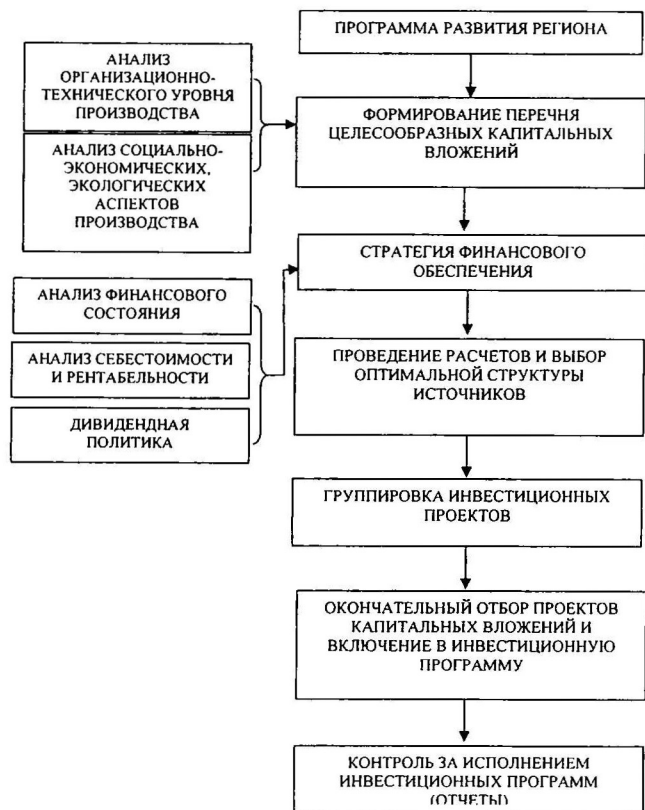 ПРОГРАММА РАЗВИТИЯ РЕГИОНА
АНАЛИЗ
ОРГАНИЗАЦИОННО-
ТЕХНИЧЕСКОГО УРОВНЯ
ПРОИЗВОДСТВА
ФОРМИРОВАНИЕ ПЕРЕЧНЯ
ЦЕЛЕСООБРАЗНЫХ КАПИТАЛЬНЫХ
ВЛОЖЕНИЙ
АНАЛИЗ СОЦИАЛЬНО-
ЭКОНОМИЧЕСКИХ,
ЭКОЛОГИЧЕСКИХ
АСПЕКТОВ
ПРОИЗВОДСТВА
СТРАТЕГИЯ ФИНАНСОВОГО
ОБЕСПЕЧЕНИЯ
АНАЛИЗ ФИНАНСОВОГО
СОСТОЯНИЯ
АНАЛИЗ СЕБЕСТОИМОСТИ
И РЕНТАБЕЛЬНОСТИ
ДИВИДЕНДНАЯ
ПОЛИТИКА
ПРОВЕДЕНИЕ РАСЧЕТОВ И ВЫБОР
ОПТИМАЛЬНОЙ СТРУКТУРЫ
ИСТОЧНИКОВ
ГРУППИРОВКА ИНВЕСТИЦИОННЫХ
ПРОЕКТОВ
ОКОНЧАТЕЛЬНЫЙ ОТБОР ПРОЕКТОВ
КАПИТАЛЬНЫХ ВЛОЖЕНИЙ И
ВКЛЮЧЕНИЕ В ИНВЕСТИЦИОННУЮ
ПРОГРАММУ
КОНТРОЛЬ ЗА ИСПОЛНЕНИЕМ
ИНВЕСТИЦИОННЫХ ПРОГРАММ
(ОТЧЕТЫ)